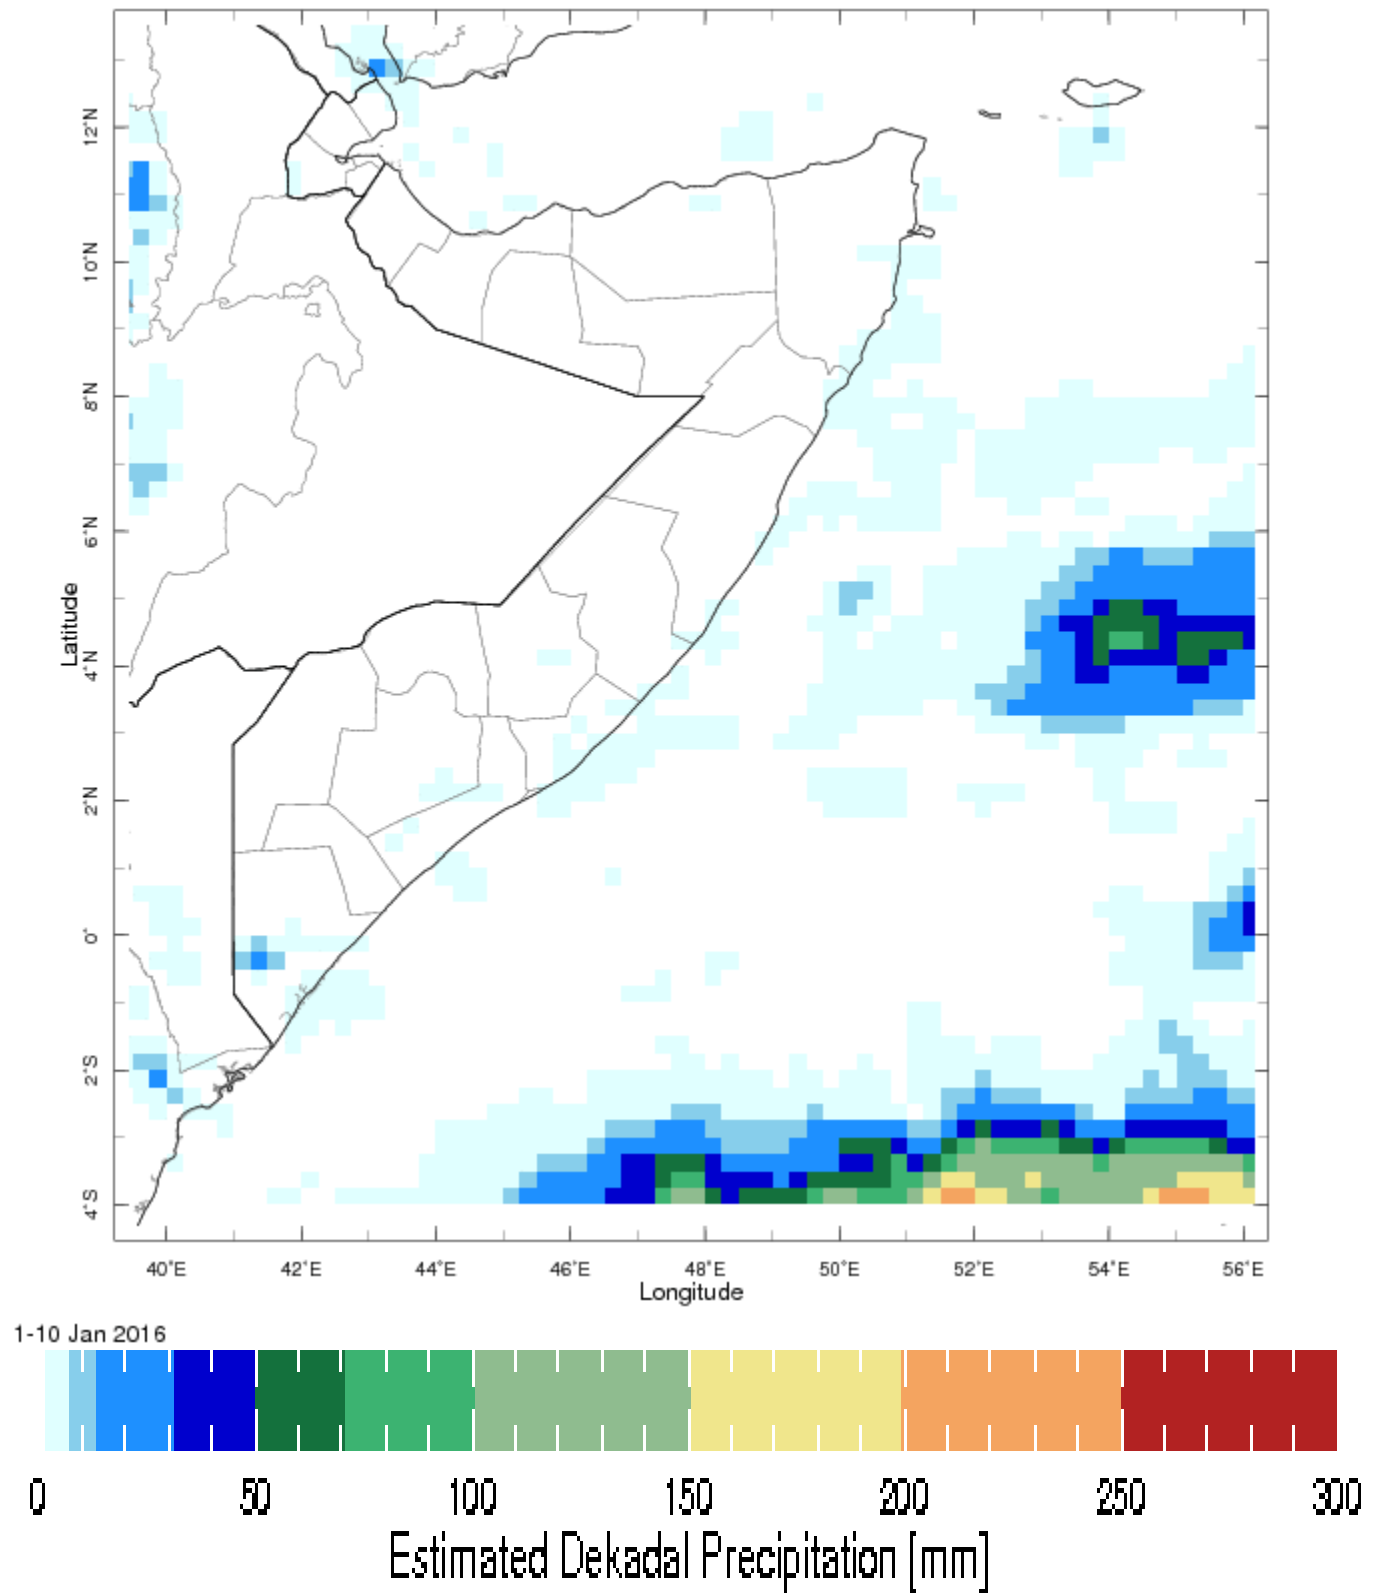 12°N
10°N
8°N
6°N
4°N
2°N
0°
2°S
4°S
Latitude
40°E 42°E 44°E 46°E 48°E 50°E 52°E 54°E 56°E
Longitude
1-10 Jan 2016
0 50 100 150 200 250 300
Estimated Dekadal Precipitation [mm]